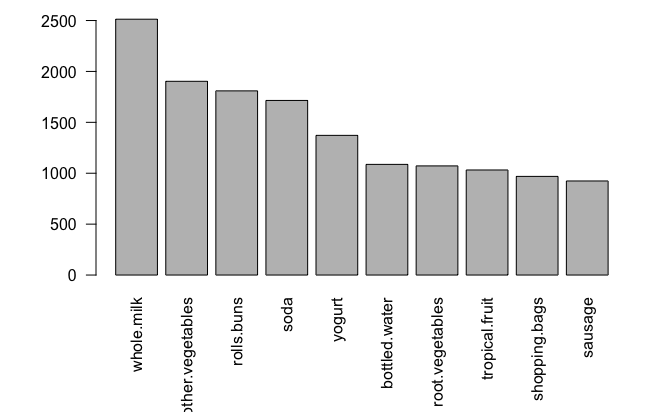 2500
2000
1500
1000
500
0
whole.milk
other.vegetables
rolls.buns
soda
yogurt
bottled.water
root.vegetables
tropical.fruit
shopping.bags
sausage